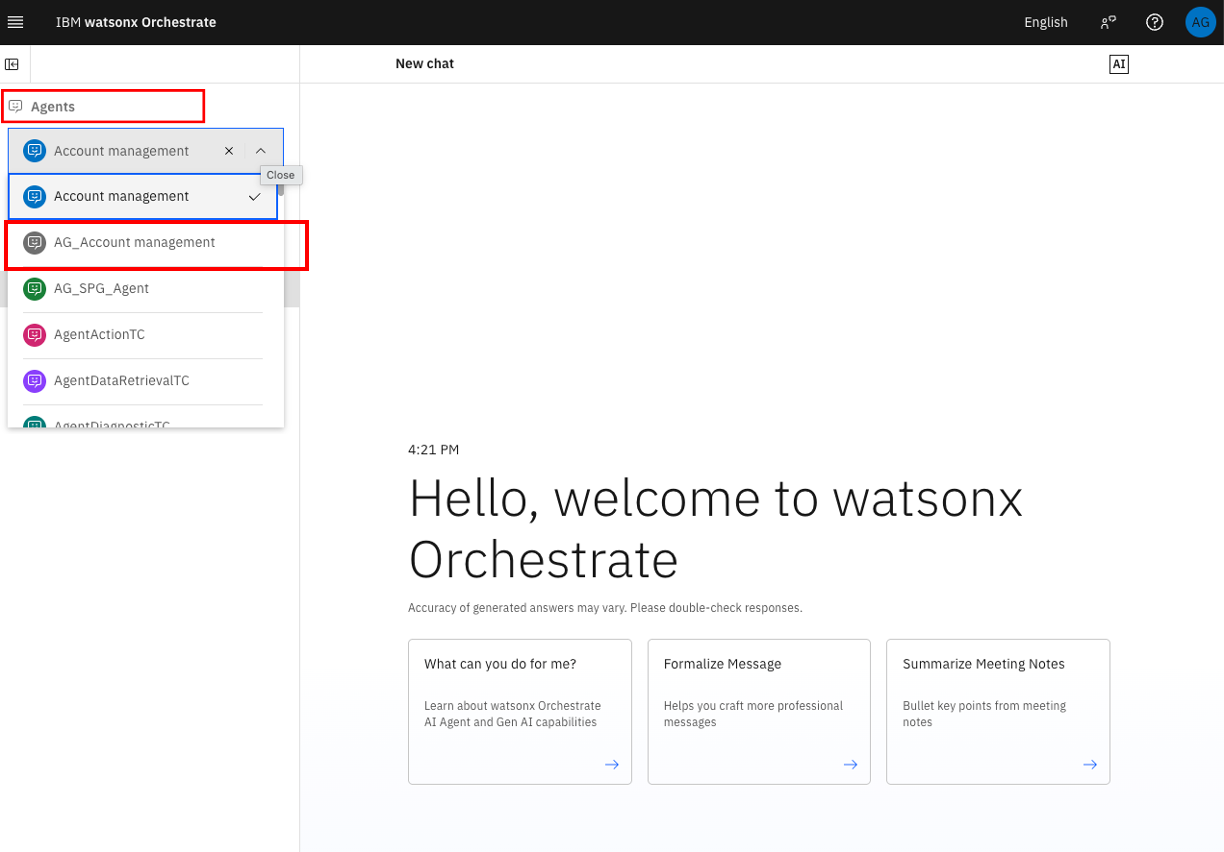 IBM watsonx Orchestrate
English
AG
New chat
AI
Agents
Account management
Close
Account management
AG_Account management
AG_SPG_Agent
AgentActionTC
AgentDataRetrievalTC
AgentDiagnosticTC
4:21 PM
Hello, welcome to watsonx
Orchestrate
Accuracy of generated answers may vary. Please double-check responses.
What can you do for me?
Learn about watsonx Orchestrate
AI Agent and Gen AI capabilities
Formalize Message
Helps you craft more professional
messages
Summarize Meeting Notes
Bullet key points from meeting
notes